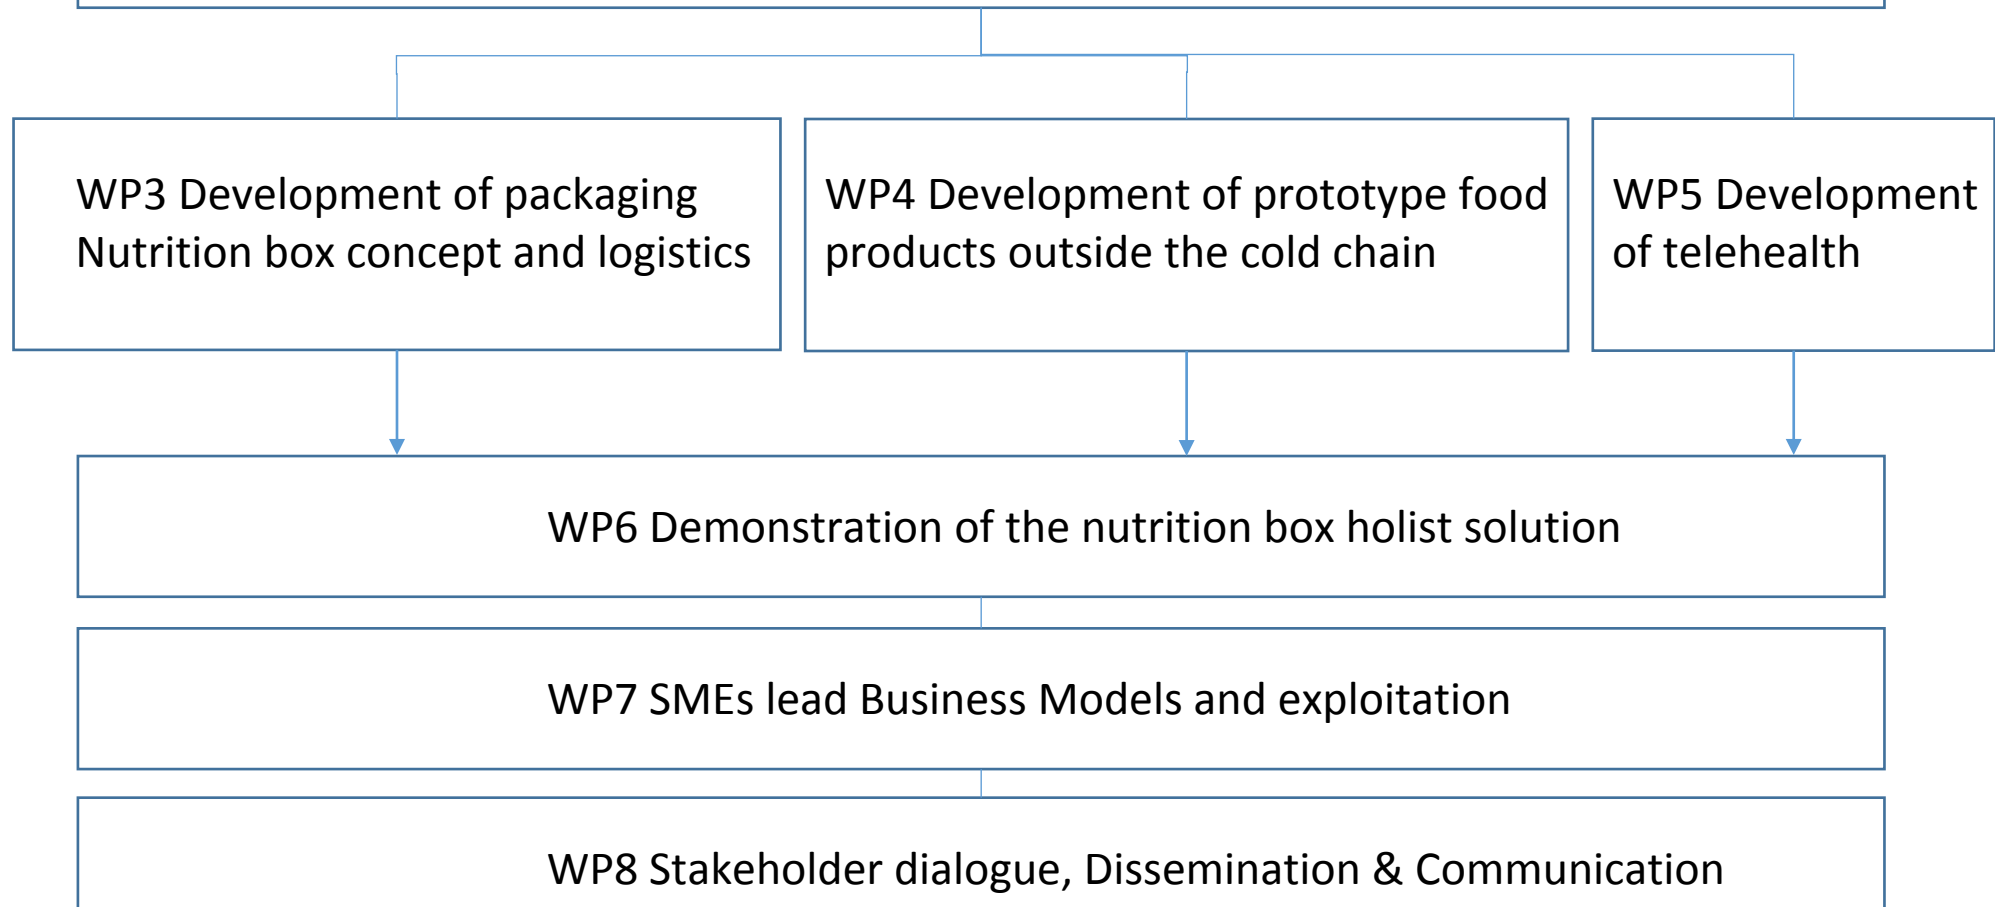 WP3 Development of packaging
Nutrition box concept and logistics
WP4 Development of prototype food
products outside the cold chain
WP5 Development
of telehealth
WP6 Demonstration of the nutrition box holist solution
WP7 SMEs lead Business Models and exploitation
WP8 Stakeholder dialogue, Dissemination & Communication